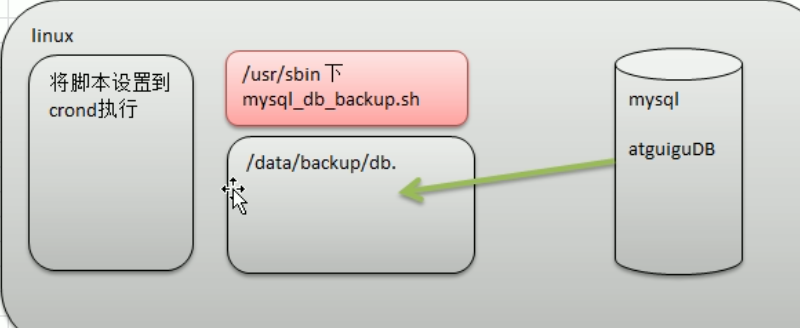 linux
将脚本设置到
crond执行
/usr/sbin 下
mysql_db_backup.sh
/data/backup/db.
mysql
atguiguDB